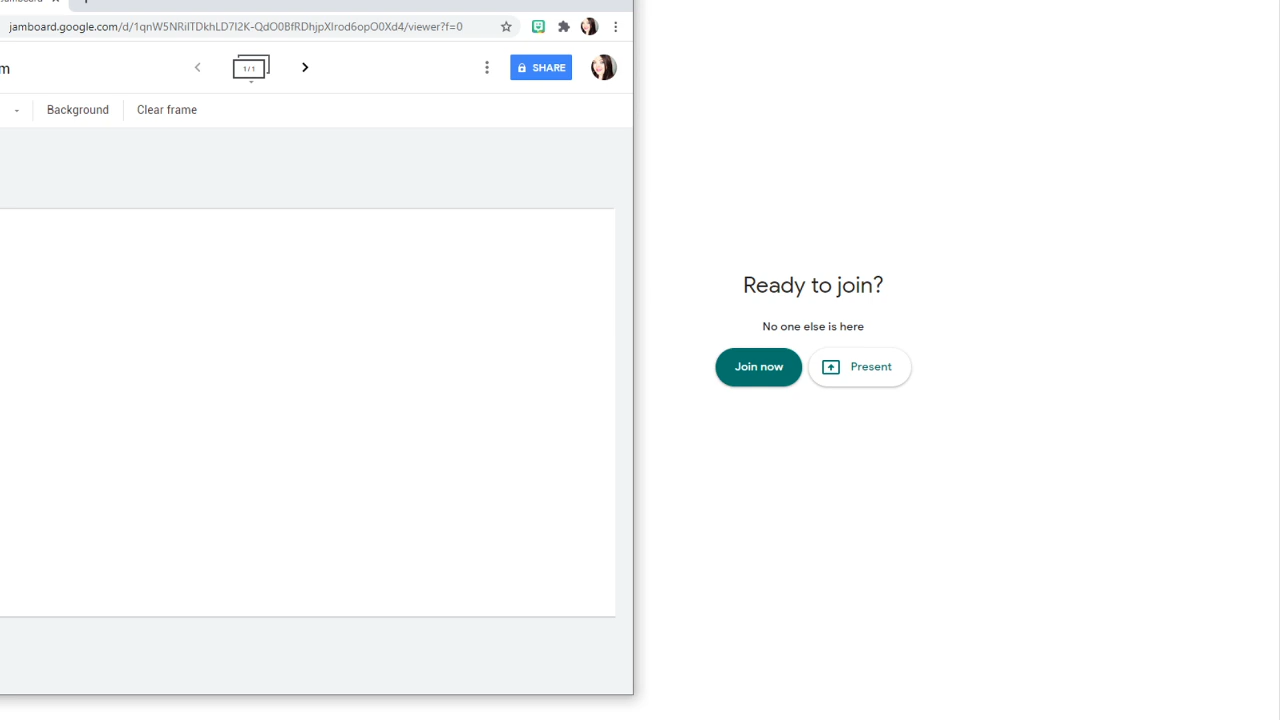 jamboard.google.com/d/1qnW5NRiITDkhLD7I2K-QdO0BfRDhjpXIrod6opO0Xd4/viewer?f=0
m
1/1
SHARE
Background
Clear frame
Ready to join?
No one else is here
Join now
Present